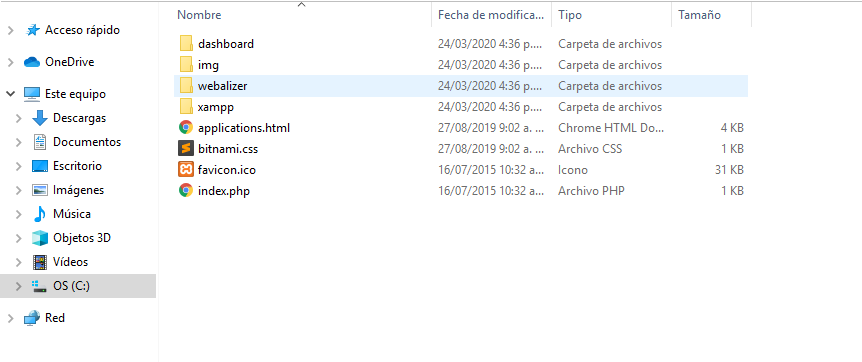 Nombre Fecha de modifica... Tipo Tamaño
Acceso rápido
OneDrive
Este equipo
Descargas
Documentos
Escritorio
Imágenes
Música
Objetos 3D
Vídeos
OS (C:)
Red
dashboard 24/03/2020 4:36 p.... Carpeta de archivos
img 24/03/2020 4:36 p.... Carpeta de archivos
webalizer 24/03/2020 4:36 p.... Carpeta de archivos
xampp 24/03/2020 4:36 p.... Carpeta de archivos
applications.html 27/08/2019 9:02 a. ... Chrome HTML Do... 4 KB
bitnami.css 27/08/2019 9:02 a. ... Archivo CSS 1 KB
favicon.ico 16/07/2015 10:32 a... Icono 31 KB
index.php 16/07/2015 10:32 a... Archivo PHP 1 KB